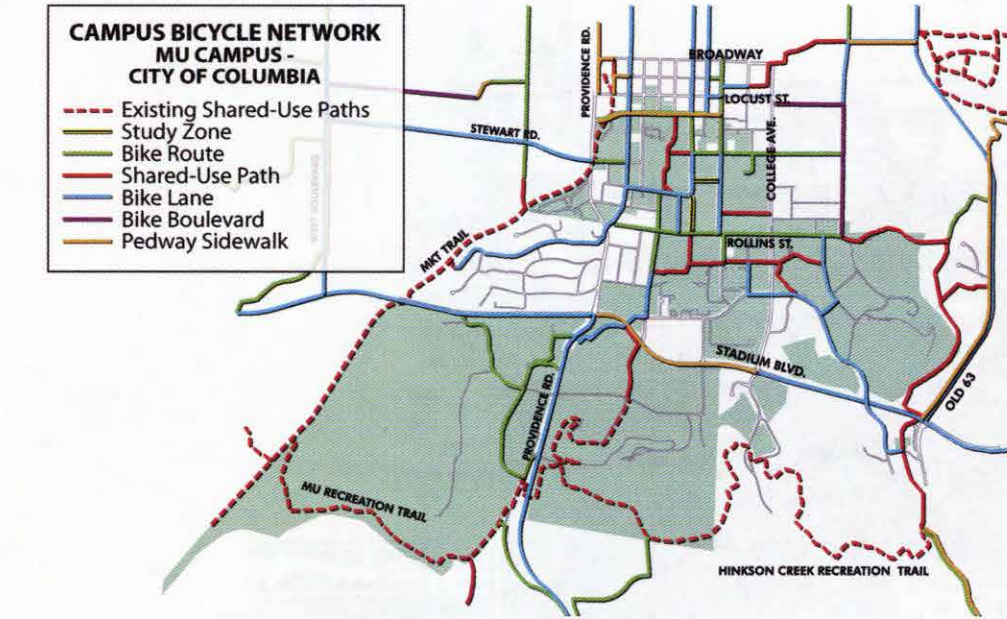 CAMPUS BICYCLE NETWORK
MU CAMPUS -
CITY OF COLUMBIA
Existing Shared-Use Paths
Study Zone
Bike Route
Shared-Use Path
Bike Lane
Bike Boulevard
Pedway Sidewalk
WEST BOULEVARD
PROVIDENCE RD.
BROADWAY
LOCUST ST.
STEWART RD.
COLLEGE AVE.
MKT TRAIL
ROLLINS ST.
STADIUM BLVD.
OLD 63
PROVIDENCE RD.
MU RECREATION TRAIL
HINKSON CREEK RECREATION TRAIL